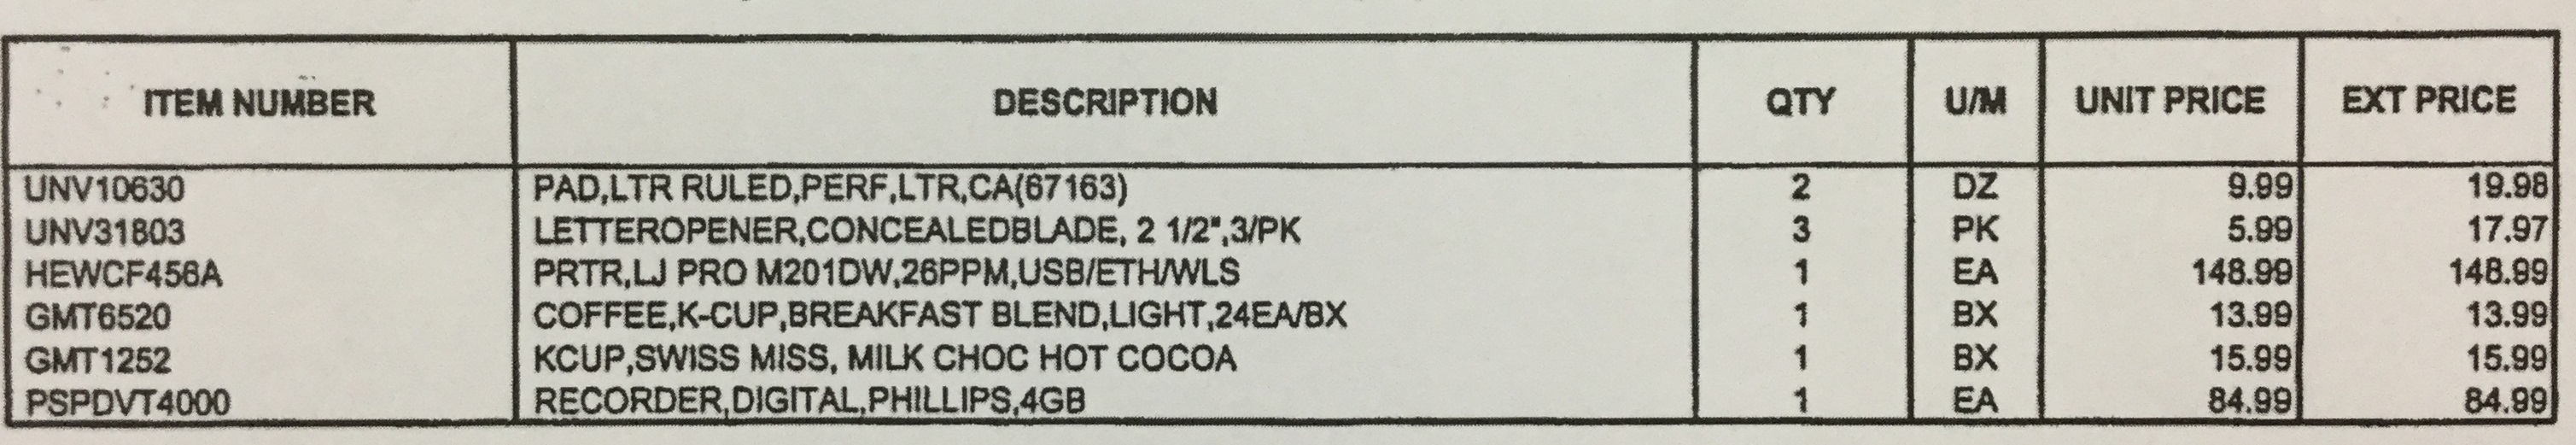 ITEM NUMBER DESCRIPTION QTY U/M UNIT PRICE EXT PRICE
UNV10630 PAD,LTR RULED,PERF,LTR,CA(67163) 2 DZ 9.99 19.98
UNV31803 LETTEROPENER,CONCEALEDBLADE, 2 1/2",3/PK 3 PK 5.99 17.97
HEWCF456A PRTR,LJ PRO M201DW,26PPM,USB/ETH/WLS 1 EA 148.99 148.99
GMT6520 COFFEE,K-CUP,BREAKFAST BLEND,LIGHT,24EA/BX 1 BX 13.99 13.99
GMT1252 KCUP,SWISS MISS, MILK CHOC HOT COCOA 1 BX 15.99 15.99
PSPDVT4000 RECORDER,DIGITAL,PHILLIPS,4GB 1 EA 84.99 84.99